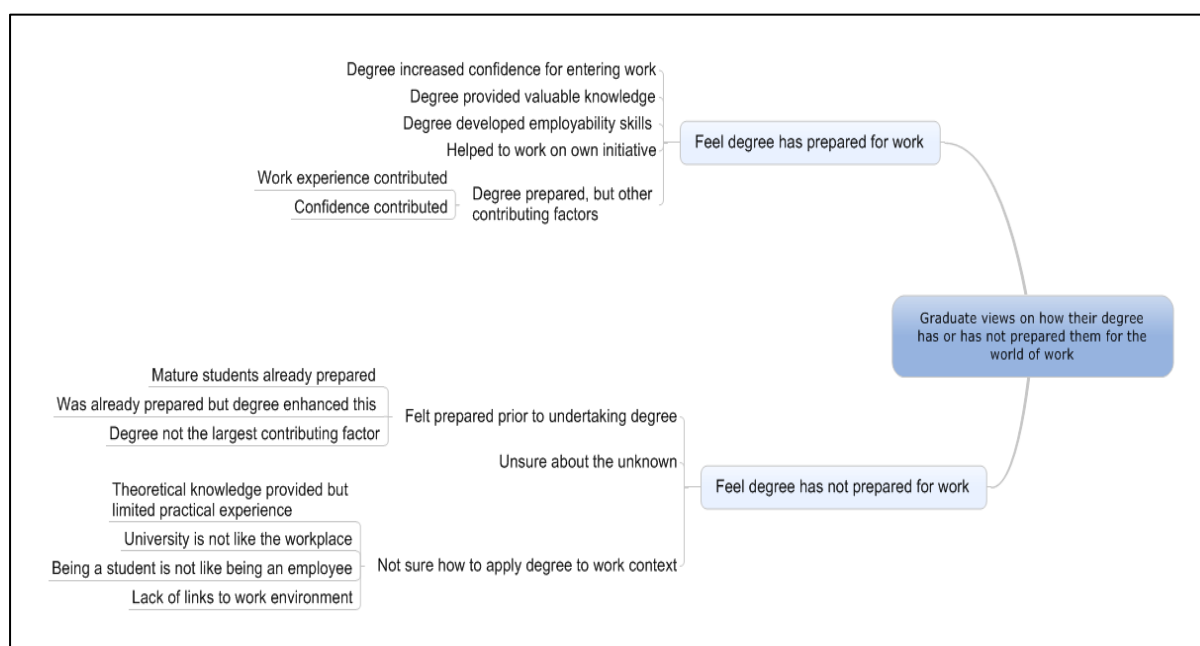 Degree increased confidence for entering work
Degree provided valuable knowledge
Degree developed employability skills
Helped to work on own initiative
Work experience contributed
Confidence contributed
Degree prepared, but other
contributing factors
Feel degree has prepared for work
Graduate views on how their degree
has or has not prepared them for the
world of work
Mature students already prepared
Was already prepared but degree enhanced this
Degree not the largest contributing factor
Felt prepared prior to undertaking degree
Unsure about the unknown
Feel degree has not prepared for work
Theoretical knowledge provided but
limited practical experience
University is not like the workplace
Being a student is not like being an employee
Lack of links to work environment
Not sure how to apply degree to work context